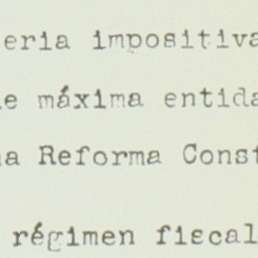 eria impositiva
e máxima entida
a Reforma Const
régimen fiscal